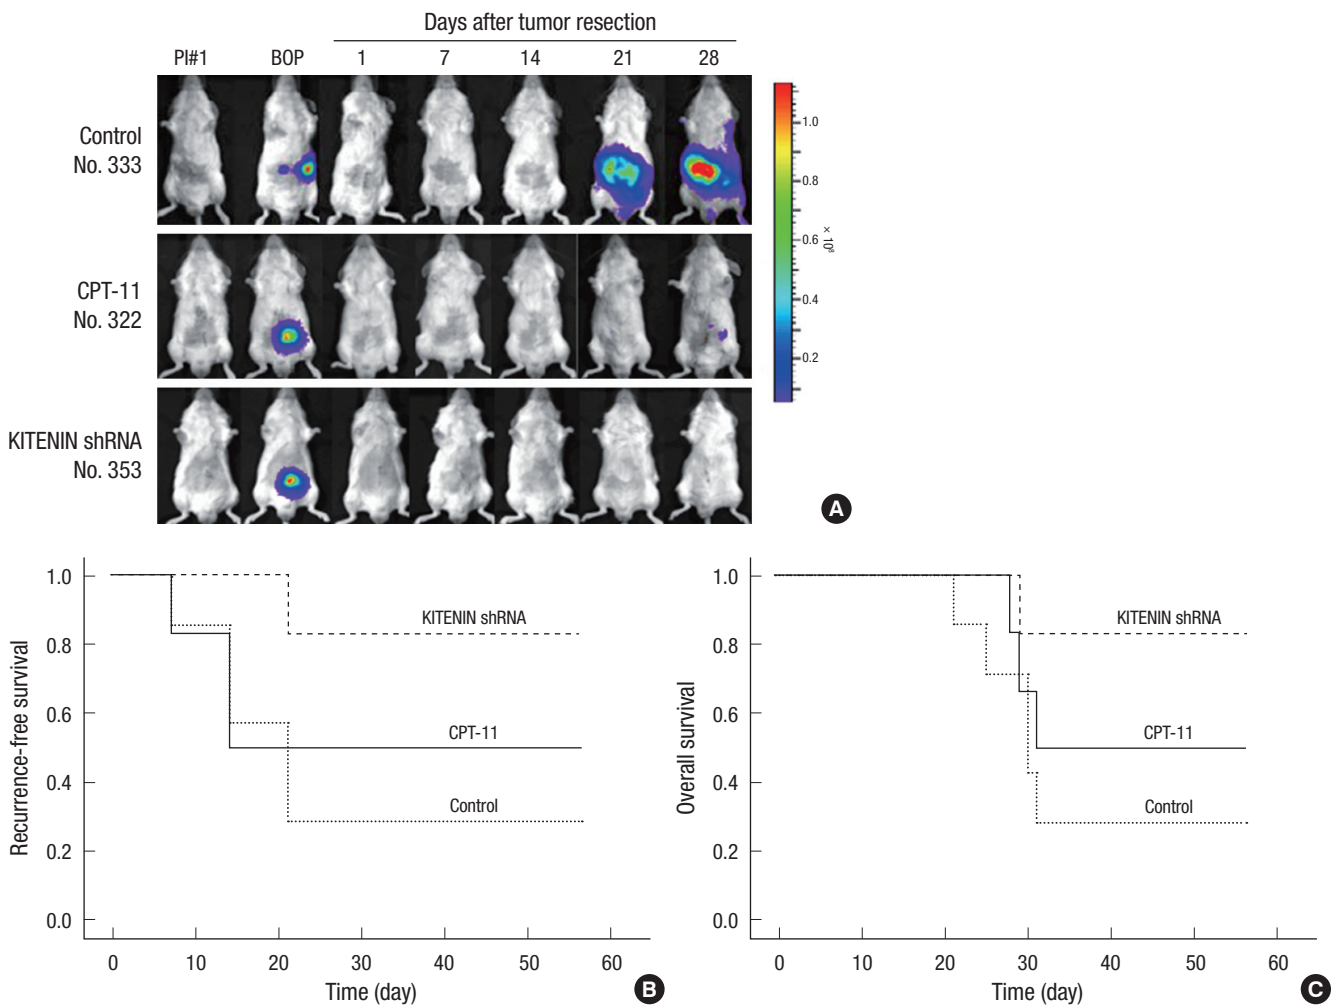 Days after tumor resection
PI#1 BOP 1 7 14 21 28
Control
No. 333
CPT-11
No. 322
KITENIN shRNA
No. 353
1.0
0.8
0.6
0.4
0.2
× 10⁸
A
Recurrence-free survival
1.0
0.8
0.6
0.4
0.2
0.0
KITENIN shRNA
CPT-11
Control
0 10 20 30 40 50 60
Time (day)
B
Overall survival
1.0
0.8
0.6
0.4
0.2
0.0
KITENIN shRNA
CPT-11
Control
0 10 20 30 40 50 60
Time (day)
C